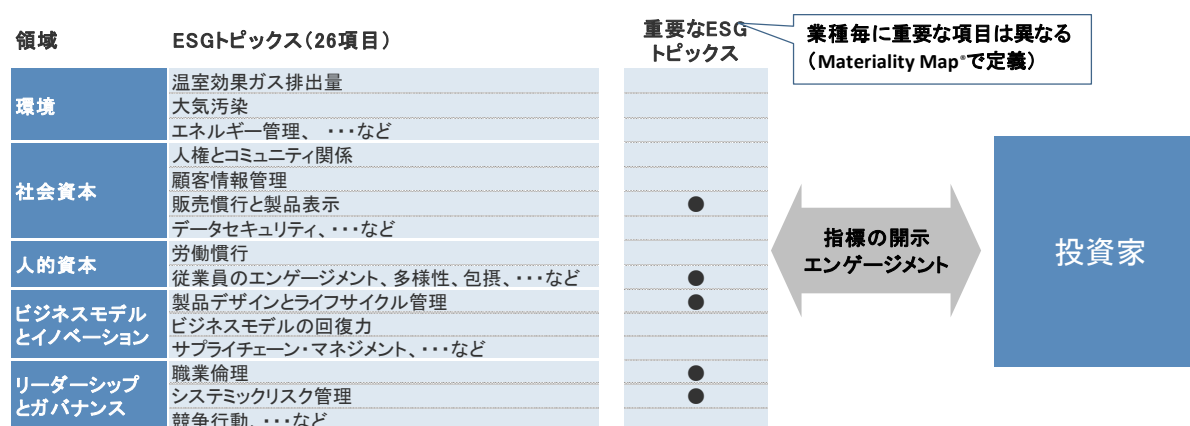 領域
ESGトピックス（26項目）
重要なESG
トピックス
業種毎に重要な項目は異なる
（Materiality Map®で定義）
環境
温室効果ガス排出量
大気汚染
エネルギー管理、 ・・・など
社会資本
人権とコミュニティ関係
顧客情報管理
販売慣行と製品表示
●
データセキュリティ、・・・など
人的資本
労働慣行
従業員のエンゲージメント、多様性、包摂、・・・など
●
ビジネスモデル
とイノベーション
製品デザインとライフサイクル管理
●
ビジネスモデルの回復力
サプライチェーン・マネジメント、・・・など
リーダーシップ
とガバナンス
職業倫理
●
システミックリスク管理
●
競争行動、・・・など
指標の開示
エンゲージメント
投資家